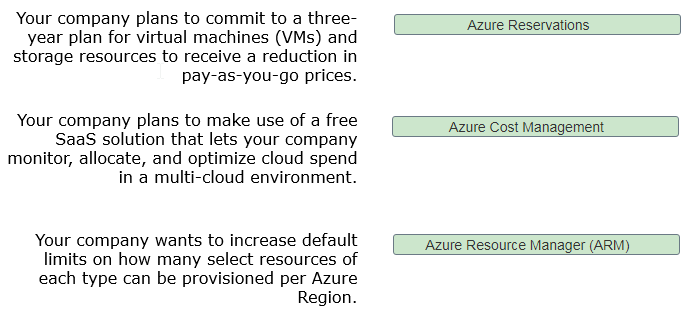 Your company plans to commit to a three-
year plan for virtual machines (VMs) and
storage resources to receive a reduction in
pay-as-you-go prices.
Azure Reservations
Your company plans to make use of a free
SaaS solution that lets your company
monitor, allocate, and optimize cloud spend
in a multi-cloud environment.
Azure Cost Management
Your company wants to increase default
limits on how many select resources of
each type can be provisioned per Azure
Region.
Azure Resource Manager (ARM)